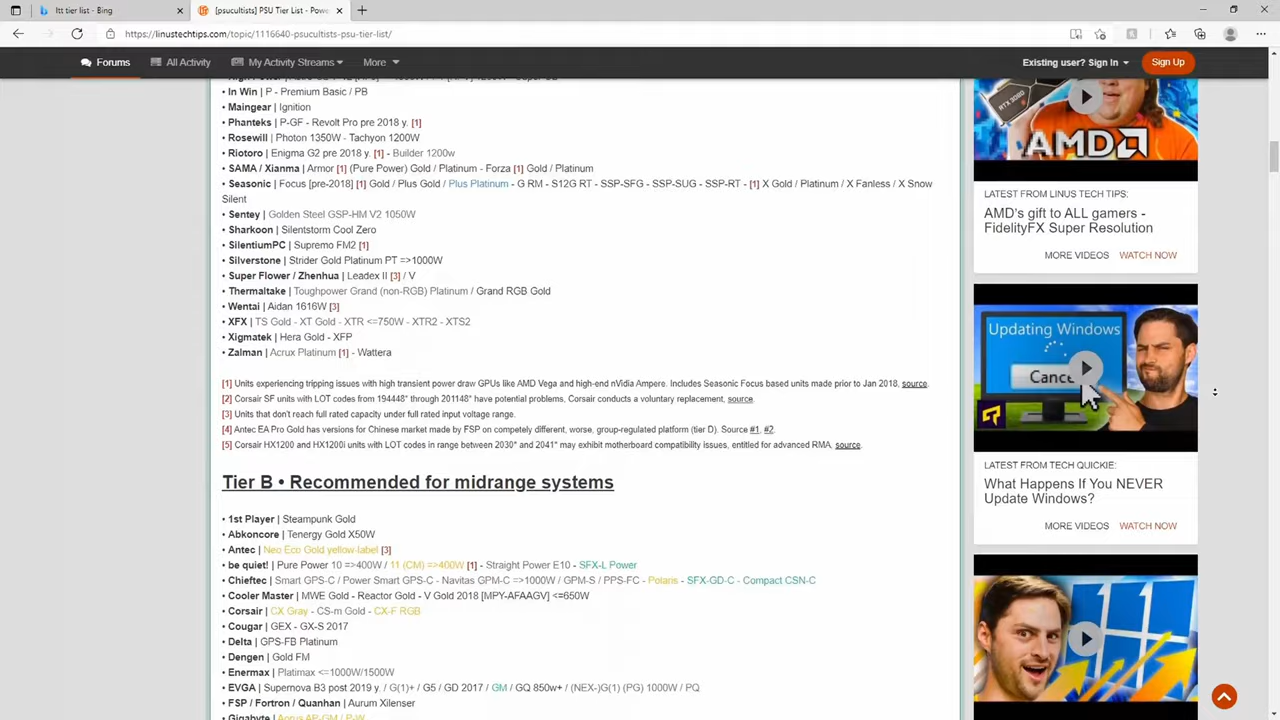 ltt tier list - Bing
[psucultists] PSU Tier List - Pow
https://linustechtips.com/topic/1116640-psucultists-psu-tier-list/
Forums
All Activity
My Activity Streams
More
Existing user? Sign In
Sign Up
• In Win | P - Premium Basic / PB
• Maingear | Ignition
• Phanteks | P-GF - Revolt Pro pre 2018 y. [1]
• Rosewill | Photon 1350W - Tachyon 1200W
• Riotoro | Enigma G2 pre 2018 y. [1] - Builder 1200w
• SAMA / Xianma | Armor [1] (Pure Power) Gold / Platinum - Forza [1] Gold / Platinum
• Seasonic | Focus [pre-2018] [1] Gold / Plus Gold / Plus Platinum - G RM - S12G RT - SSP-SFG - SSP-SUG - SSP-RT - [1] X Gold / Platinum / X Fanless / X Snow
Silent
• Sentey | Golden Steel GSP-HM V2 1050W
• Sharkoon | Silentstorm Cool Zero
• SilentiumPC | Supremo FM2 [1]
• Silverstone | Strider Gold Platinum PT =>1000W
• Super Flower / Zhenhua | Leadex II [3] / V
• Thermaltake | Toughpower Grand (non-RGB) Platinum / Grand RGB Gold
• Wentai | Aidan 1616W [3]
• XFX | TS Gold - XT Gold - XTR <=750W - XTR2 - XTS2
• Xigmatek | Hera Gold - XFP
• Zalman | Acrux Platinum [1] - Wattera
[1] Units experiencing tripping issues with high transient power draw GPUs like AMD Vega and high-end nVidia Ampere. Includes Seasonic Focus based units made prior to Jan 2018, source.
[2] Corsair SF units with LOT codes from 194448* through 201148* have potential problems, Corsair conducts a voluntary replacement, source.
[3] Units that don't reach full rated capacity under full rated input voltage range.
[4] Antec EA Pro Gold has versions for Chinese market made by FSP on competely different, worse, group-regulated platform (tier D). Source #1, #2.
[5] Corsair HX1200 and HX1200i units with LOT codes in range between 2030* and 2041* may exhibit motherboard compatibility issues, entitled for advanced RMA, source.
Tier B • Recommended for midrange systems
• 1st Player | Steampunk Gold
• Abkoncore | Tenergy Gold X50W
• Antec | Neo Eco Gold yellow-label [3]
• be quiet! | Pure Power 10 =>400W / 11 (CM) =>400W [1] - Straight Power E10 - SFX-L Power
• Chieftec | Smart GPS-C / Power Smart GPS-C - Navitas GPM-C =>1000W / GPM-S / PPS-FC - Polaris - SFX-GD-C - Compact CSN-C
• Cooler Master | MWE Gold - Reactor Gold - V Gold 2018 [MPY-AFAAGV] <=650W
• Corsair | CX Gray - CS-m Gold - CX-F RGB
• Cougar | GEX - GX-S 2017
• Delta | GPS-FB Platinum
• Dengen | Gold FM
• Enermax | Platimax <=1000W/1500W
• EVGA | Supernova B3 post 2019 y. / G(1)+ / G5 / GD 2017 / GM / GQ 850w+ / (NEX-)G(1) (PG) 1000W / PQ
• FSP / Fortron / Quanhan | Aurum Xilenser
• Gigabyte | Aorus AP-GM / P-W
RTX 3080
AMD
LATEST FROM LINUS TECH TIPS:
AMD's gift to ALL gamers -
FidelityFX Super Resolution
MORE VIDEOS
WATCH NOW
Updating Windows
LATEST FROM TECH QUICKIE:
What Happens If You NEVER
Update Windows?
MORE VIDEOS
WATCH NOW